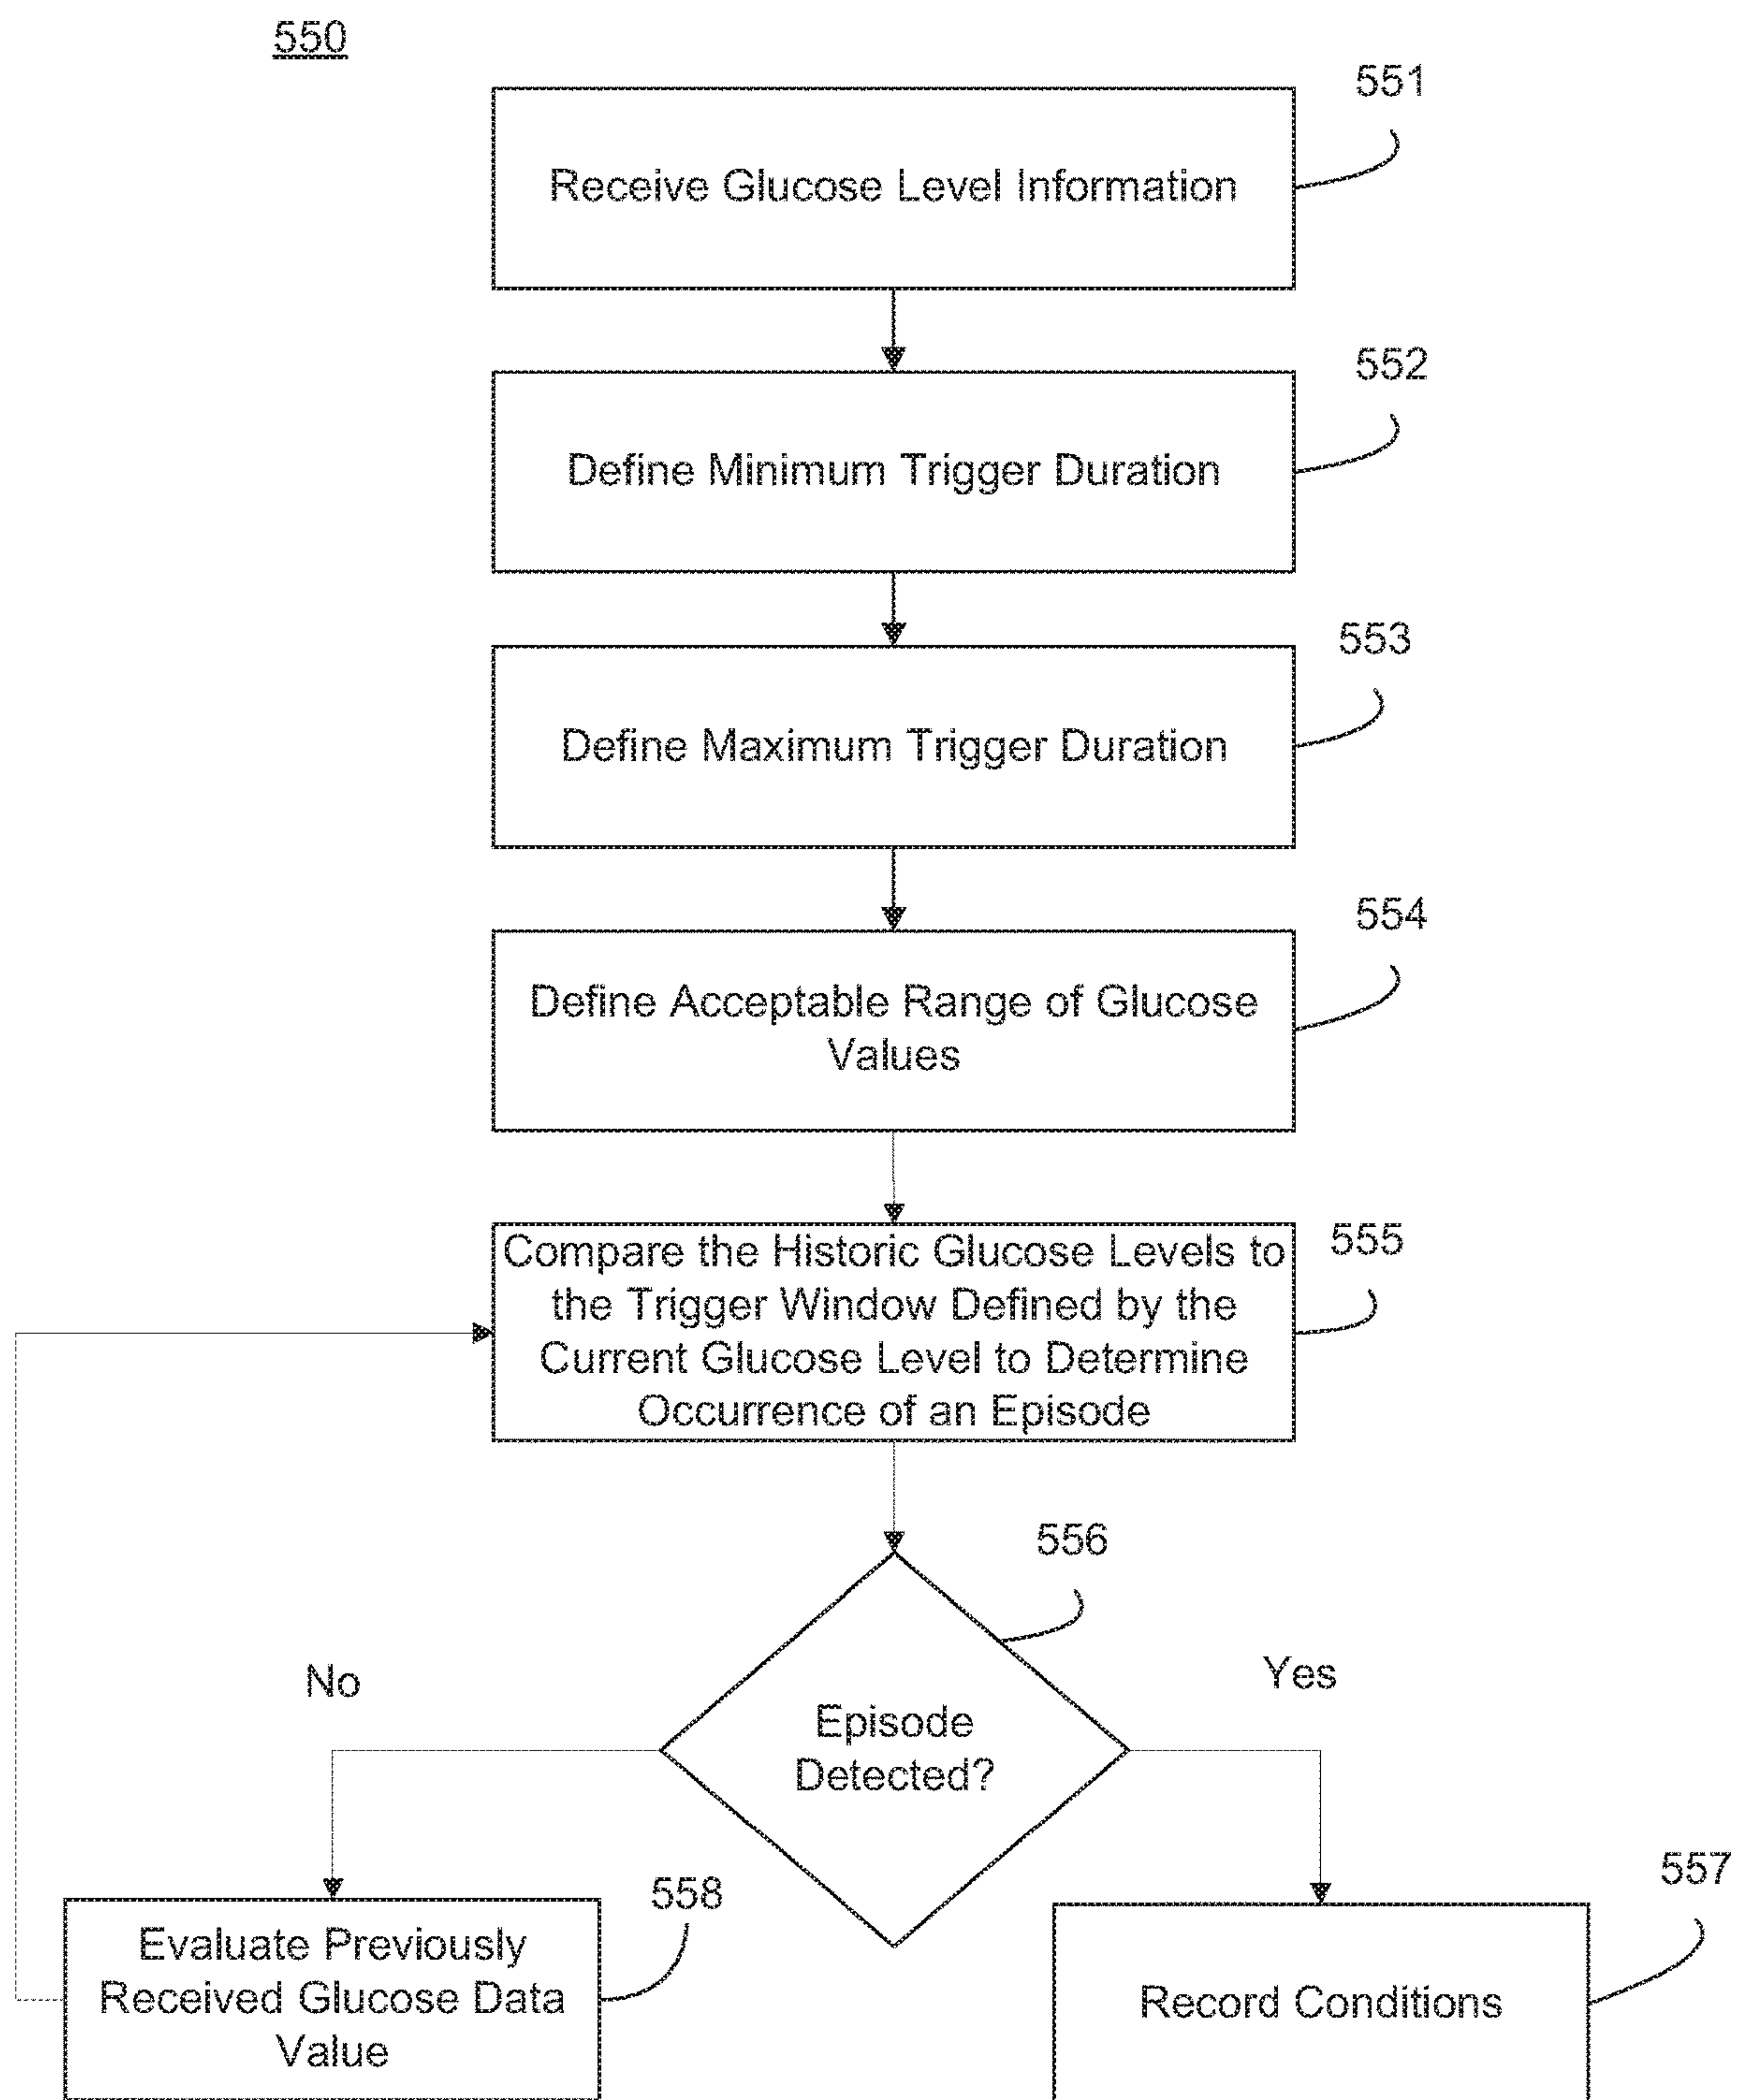 550
551
Receive Glucose Level Information
552
Define Minimum Trigger Duration
553
Define Maximum Trigger Duration
554
Define Acceptable Range of Glucose
Values
555
Compare the Historic Glucose Levels to
the Trigger Window Defined by the
Current Glucose Level to Determine
Occurrence of an Episode
556
No
Yes
Episode
Detected?
558
557
Evaluate Previously
Received Glucose Data
Value
Record Conditions